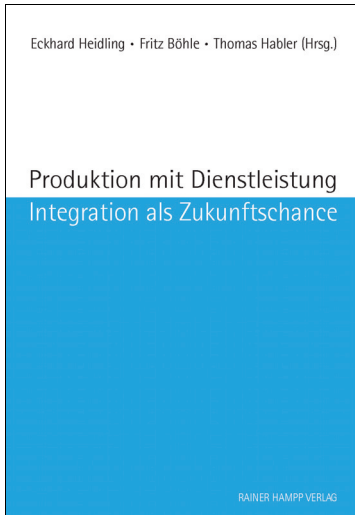 Eckhard Heidling • Fritz Böhle • Thomas Habler (Hrsg.)
Produktion mit Dienstleistung
Integration als Zukunftschance
RAINER HAMPP VERLAG